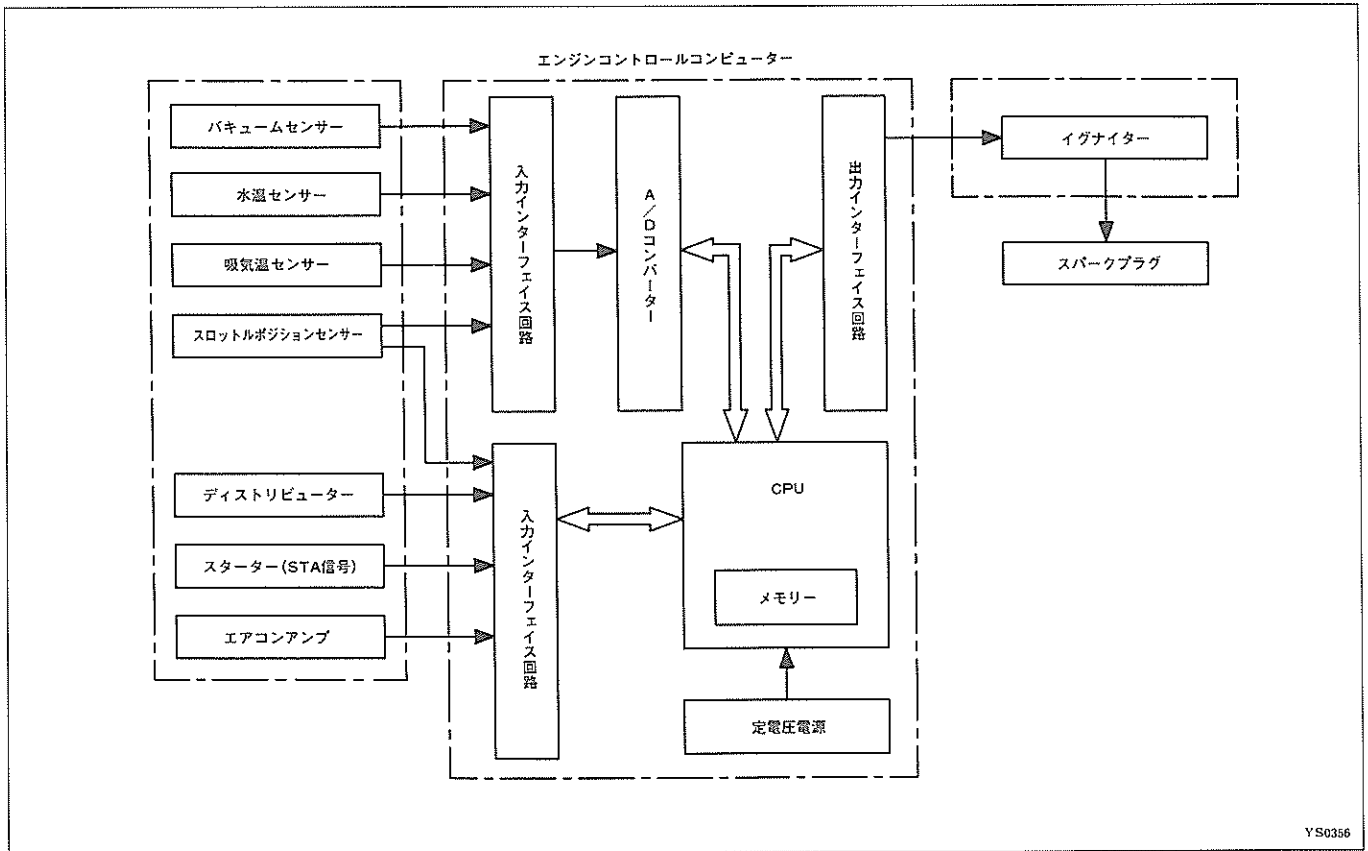 エンジンコントロールコンピューター
バキュームセンサー
水温センサー
吸気温センサー
スロットルポジションセンサー
ディストリビューター
スターター(STA信号)
エアコンアンプ
入力インターフェイス回路
入力インターフェイス回路
A/Dコンバーター
出力インターフェイス回路
CPU
メモリー
定電圧電源
イグナイター
スパークプラグ
YS0356